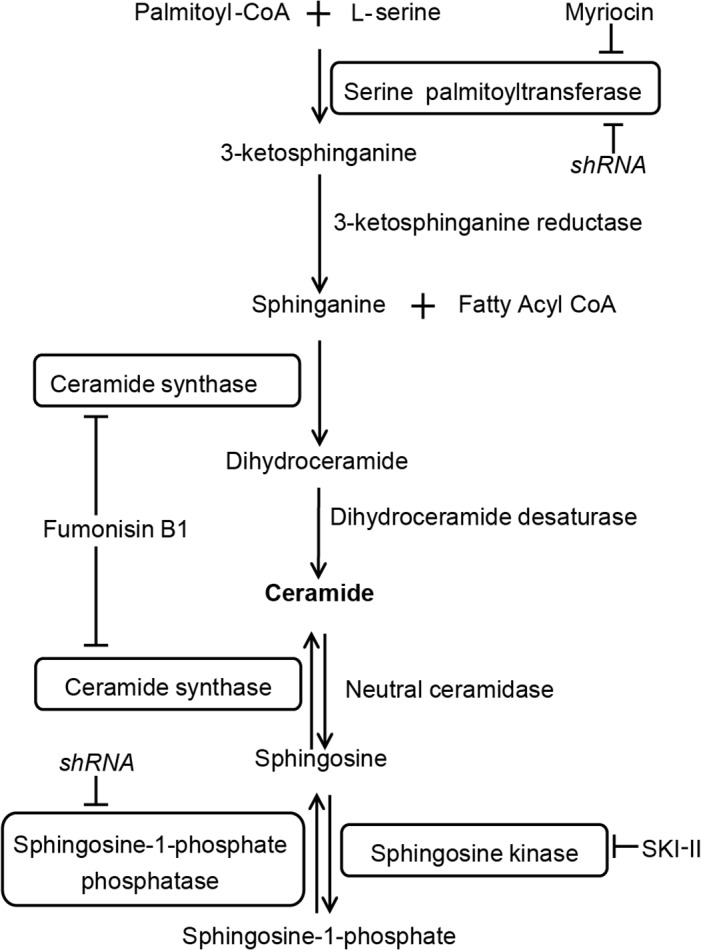 Palmitoyl-CoA + L-serine
Myriocin
Serine palmitoyltransferase
3-ketosphinganine
shRNA
3-ketosphinganine reductase
Sphinganine + Fatty Acyl CoA
Ceramide synthase
Dihydroceramide
Fumonisin B1
Dihydroceramide desaturase
Ceramide
Ceramide synthase
Neutral ceramidase
Sphingosine
shRNA
Sphingosine-1-phosphate
phosphatase
Sphingosine kinase
SKI-II
Sphingosine-1-phosphate